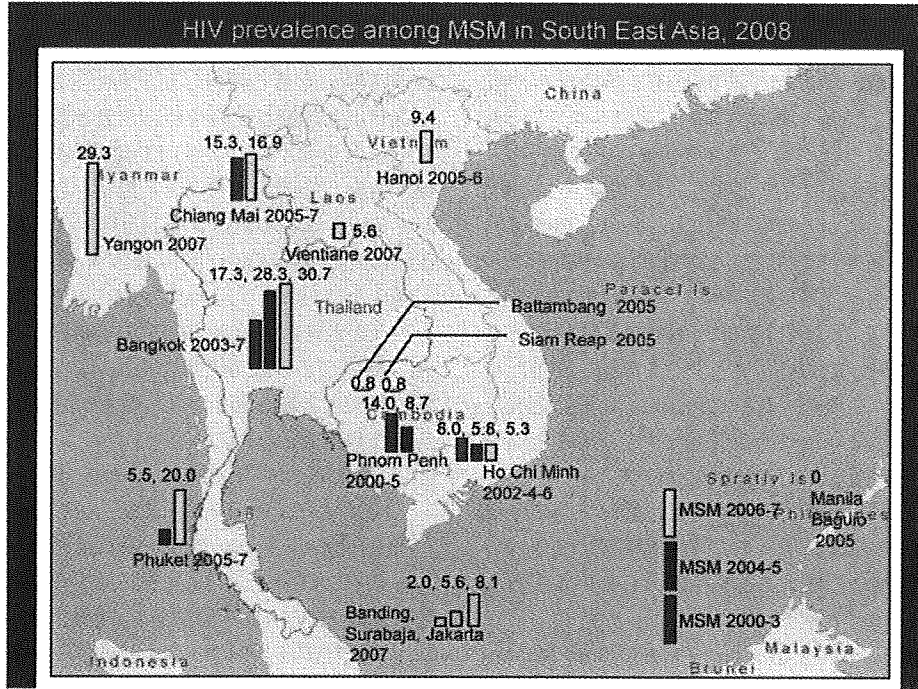 HIV prevalence among MSM in South East Asia, 2008
China
9.4
Vietnam
Hanoi 2005-6
15.3, 16.9
Chiang Mai 2005-7
29.3
Myanmar
Yangon 2007
Laos
5.6
Vientiane 2007
17.3, 28.3, 30.7
Thailand
Bangkok 2003-7
Paracel Is
Battambang 2005
Siam Reap 2005
0.8 0.8
14.0, 8.7
Cambodia
Phnom Penh
2000-5
8.0, 5.8, 5.3
Ho Chi Minh
2002-4-6
5.5, 20.0
Phuket 2005-7
Spratly Is
0
Manila
Baguio
2005
Philippines
MSM 2006-7
MSM 2004-5
MSM 2000-3
2.0, 5.6, 8.1
Banding,
Surabaja, Jakarta
2007
Indonesia
Malaysia
Brunei